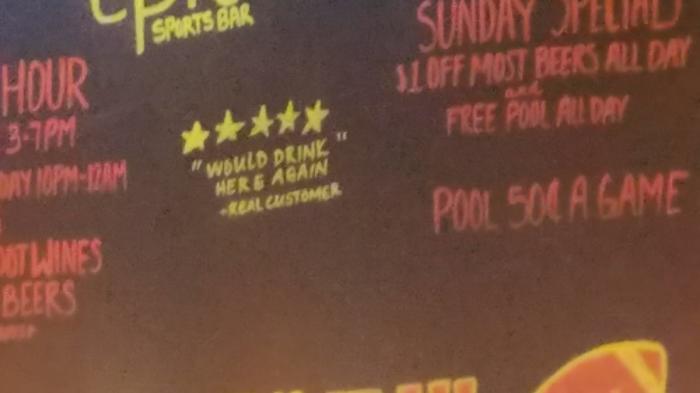 SPORTS BAR
HOUR
3-7PM
DAY 10PM-12AM
WINES
BEERS
"WOULD DRINK
HERE AGAIN"
-REAL CUSTOMER
SUNDAY SPECIALS
$1 OFF MOST BEERS ALL DAY
and
FREE POOL ALL DAY
POOL 50¢ A GAME